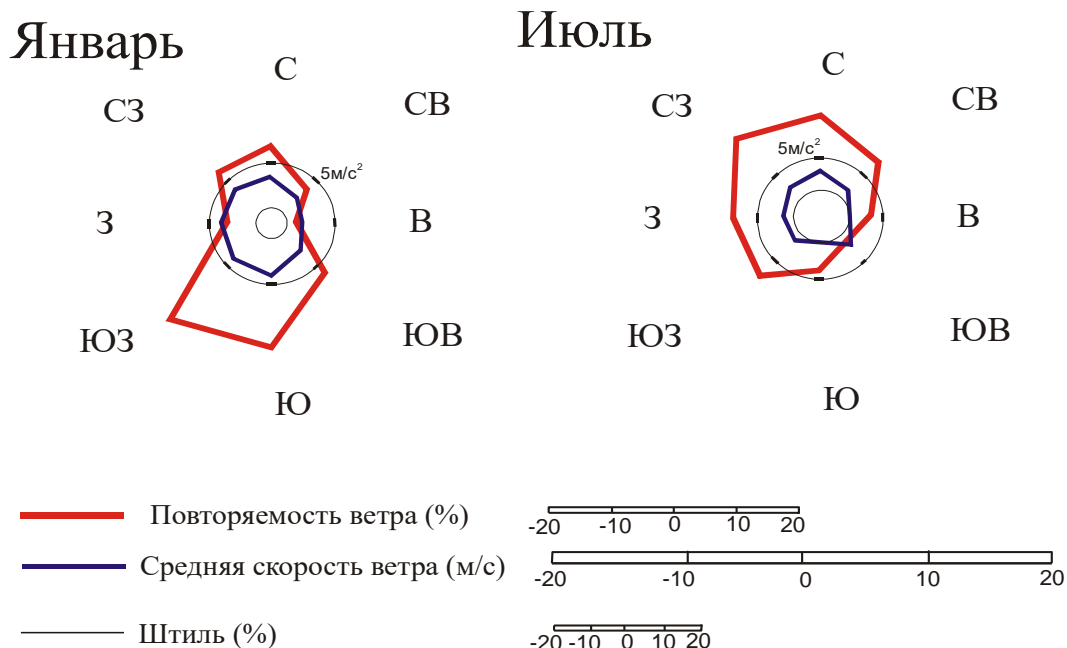 Январь
Июль
С
СЗ
СВ
5м/с²
З
В
ЮЗ
ЮВ
Ю
С
СЗ
СВ
5м/с²
З
В
ЮЗ
ЮВ
Ю
Повторяемость ветра (%)
-20 -10 0 10 20
Средняя скорость ветра (м/с)
-20 -10 0 10 20
Штиль (%)
-20 -10 0 10 20